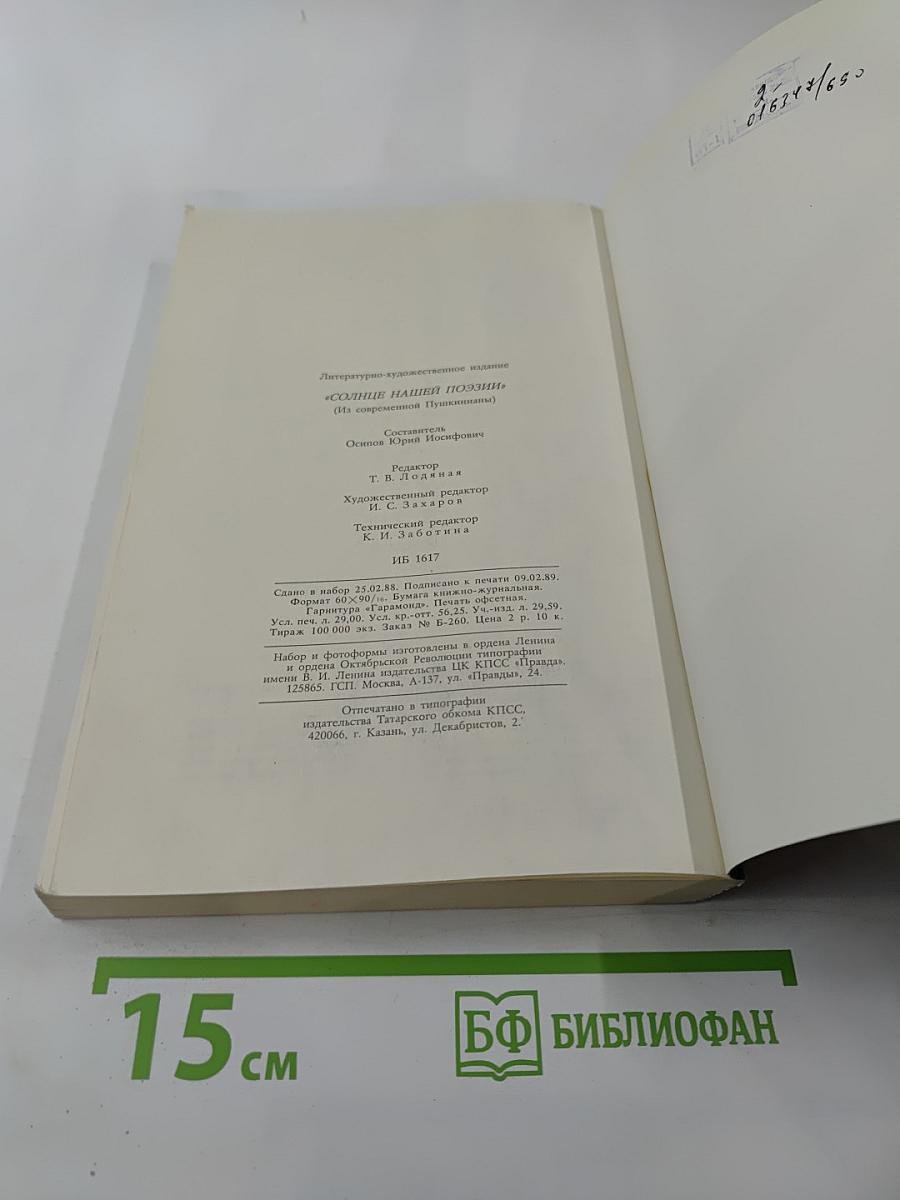 Литературно-художественное издание
«СОЛНЦЕ НАШЕЙ ПОЭЗИИ»
(Из современной Пушкинианы)
Составитель
Осипов Юрий Иосифович
Редактор
Т. В. Лодяная
Художественный редактор
И. С. Захаров
Технический редактор
К. И. Заботина
ИБ 1617
Сдано в набор 25.02.88. Подписано к печати 09.02.89.
Формат 60×90/16. Бумага книжно-журнальная.
Гарнитура «Гарамонд». Печать офсетная.
Усл. печ. л. 29,00. Усл. кр.-отт. 56,25. Уч.-изд. л. 29,59.
Тираж 100 000 экз. Заказ № Б-260. Цена 2 р. 10 к.
Набор и фотоформы изготовлены в ордена Ленина
и ордена Октябрьской Революции типографии
имени В. И. Ленина издательства ЦК КПСС «Правда».
125865. ГСП. Москва, А-137, ул. «Правды», 24.
Отпечатано в типографии
издательства Татарского обкома КПСС,
420066, г. Казань, ул. Декабристов, 2.
2-
016347/650
15 см
БФ БИБЛИОФАН